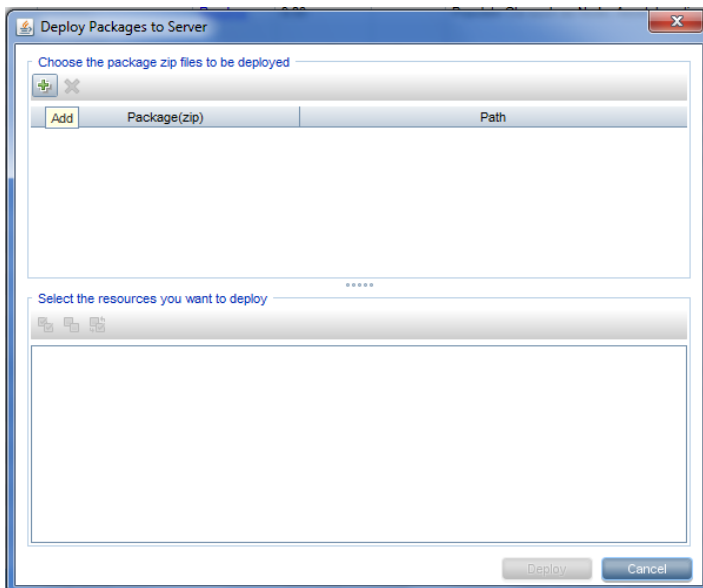 Deploy Packages to Server
Choose the package zip files to be deployed
Add
Package(zip) Path
Select the resources you want to deploy
Deploy Cancel